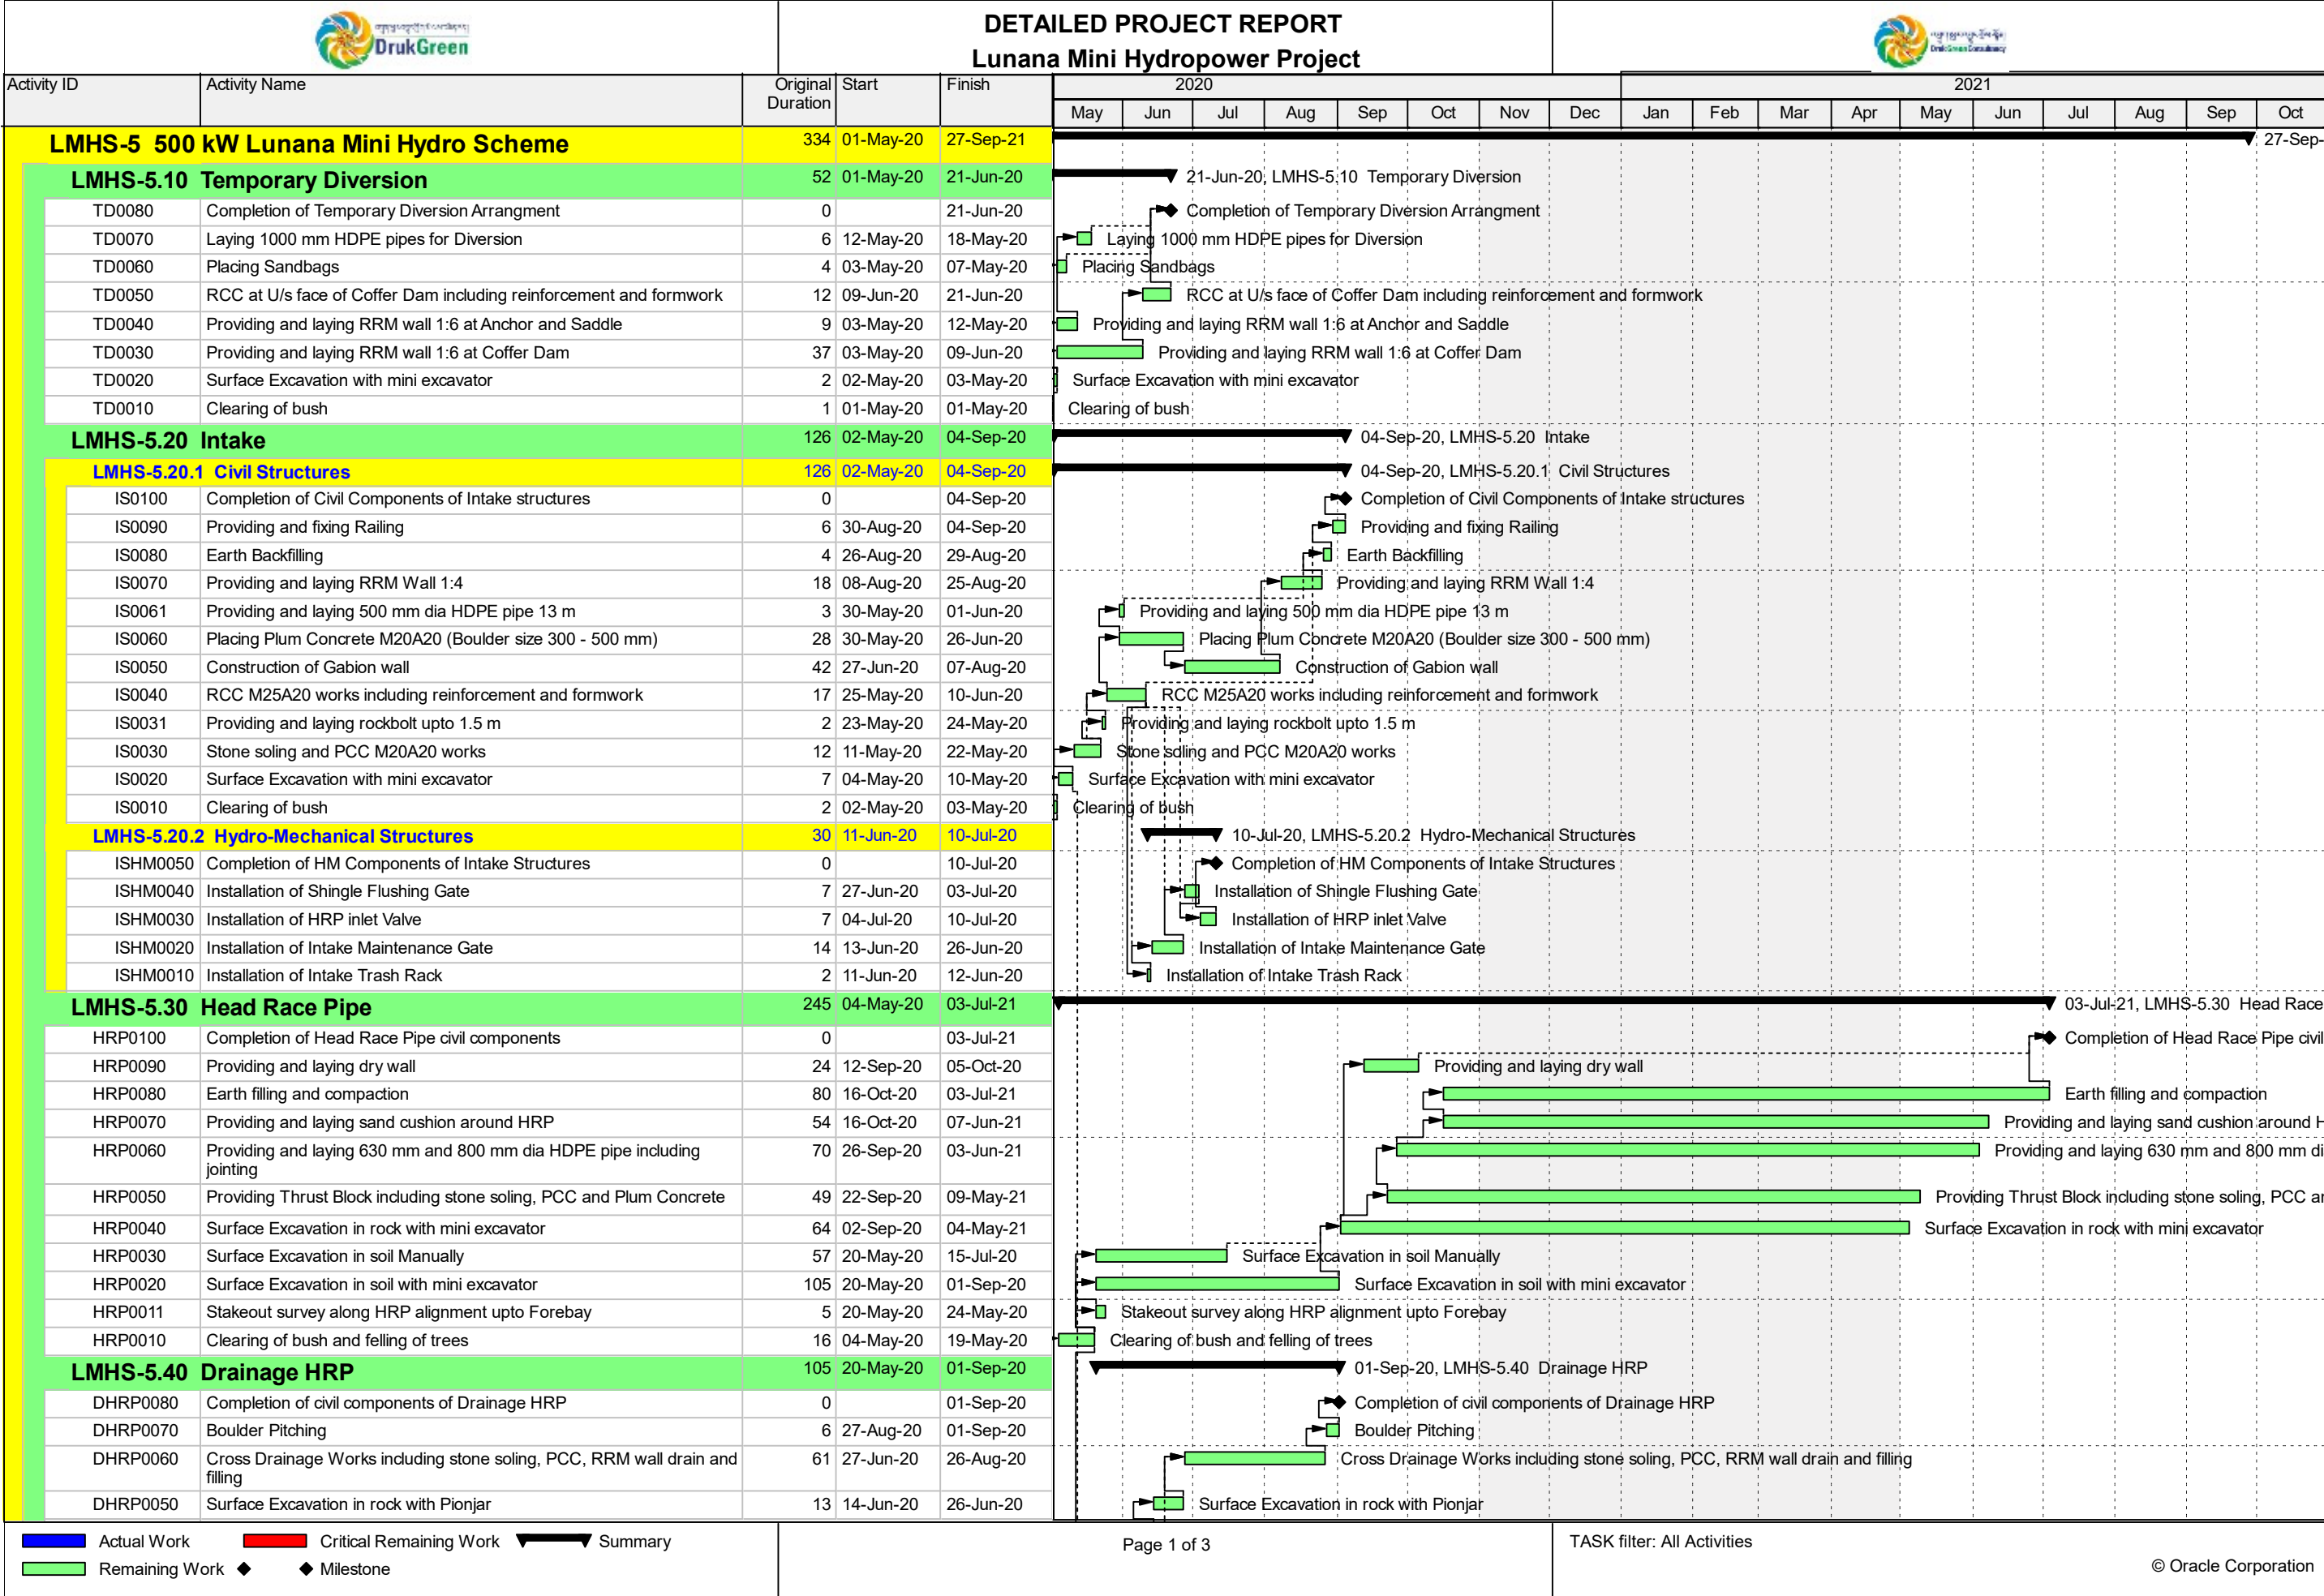 DrukGreen
DETAILED PROJECT REPORT
Lunana Mini Hydropower Project
DrukGreen Consultancy
Activity ID Activity Name Original Duration Start Finish 2020 2021
May Jun Jul Aug Sep Oct Nov Dec Jan Feb Mar Apr May Jun Jul Aug Sep Oct
LMHS-5 500 kW Lunana Mini Hydro Scheme 334 01-May-20 27-Sep-21 27-Sep-
LMHS-5.10 Temporary Diversion 52 01-May-20 21-Jun-20 21-Jun-20, LMHS-5.10 Temporary Diversion
TD0080 Completion of Temporary Diversion Arrangment 0 21-Jun-20 Completion of Temporary Diversion Arrangment
TD0070 Laying 1000 mm HDPE pipes for Diversion 6 12-May-20 18-May-20 Laying 1000 mm HDPE pipes for Diversion
TD0060 Placing Sandbags 4 03-May-20 07-May-20 Placing Sandbags
TD0050 RCC at U/s face of Coffer Dam including reinforcement and formwork 12 09-Jun-20 21-Jun-20 RCC at U/s face of Coffer Dam including reinforcement and formwork
TD0040 Providing and laying RRM wall 1:6 at Anchor and Saddle 9 03-May-20 12-May-20 Providing and laying RRM wall 1:6 at Anchor and Saddle
TD0030 Providing and laying RRM wall 1:6 at Coffer Dam 37 03-May-20 09-Jun-20 Providing and laying RRM wall 1:6 at Coffer Dam
TD0020 Surface Excavation with mini excavator 2 02-May-20 03-May-20 Surface Excavation with mini excavator
TD0010 Clearing of bush 1 01-May-20 01-May-20 Clearing of bush
LMHS-5.20 Intake 126 02-May-20 04-Sep-20 04-Sep-20, LMHS-5.20 Intake
LMHS-5.20.1 Civil Structures 126 02-May-20 04-Sep-20 04-Sep-20, LMHS-5.20.1 Civil Structures
IS0100 Completion of Civil Components of Intake structures 0 04-Sep-20 Completion of Civil Components of Intake structures
IS0090 Providing and fixing Railing 6 30-Aug-20 04-Sep-20 Providing and fixing Railing
IS0080 Earth Backfilling 4 26-Aug-20 29-Aug-20 Earth Backfilling
IS0070 Providing and laying RRM Wall 1:4 18 08-Aug-20 25-Aug-20 Providing and laying RRM Wall 1:4
IS0061 Providing and laying 500 mm dia HDPE pipe 13 m 3 30-May-20 01-Jun-20 Providing and laying 500 mm dia HDPE pipe 13 m
IS0060 Placing Plum Concrete M20A20 (Boulder size 300 - 500 mm) 28 30-May-20 26-Jun-20 Placing Plum Concrete M20A20 (Boulder size 300 - 500 mm)
IS0050 Construction of Gabion wall 42 27-Jun-20 07-Aug-20 Construction of Gabion wall
IS0040 RCC M25A20 works including reinforcement and formwork 17 25-May-20 10-Jun-20 RCC M25A20 works including reinforcement and formwork
IS0031 Providing and laying rockbolt upto 1.5 m 2 23-May-20 24-May-20 Providing and laying rockbolt upto 1.5 m
IS0030 Stone soling and PCC M20A20 works 12 11-May-20 22-May-20 Stone soling and PCC M20A20 works
IS0020 Surface Excavation with mini excavator 7 04-May-20 10-May-20 Surface Excavation with mini excavator
IS0010 Clearing of bush 2 02-May-20 03-May-20 Clearing of bush
LMHS-5.20.2 Hydro-Mechanical Structures 30 11-Jun-20 10-Jul-20 10-Jul-20, LMHS-5.20.2 Hydro-Mechanical Structures
ISHM0050 Completion of HM Components of Intake Structures 0 10-Jul-20 Completion of HM Components of Intake Structures
ISHM0040 Installation of Shingle Flushing Gate 7 27-Jun-20 03-Jul-20 Installation of Shingle Flushing Gate
ISHM0030 Installation of HRP inlet Valve 7 04-Jul-20 10-Jul-20 Installation of HRP inlet Valve
ISHM0020 Installation of Intake Maintenance Gate 14 13-Jun-20 26-Jun-20 Installation of Intake Maintenance Gate
ISHM0010 Installation of Intake Trash Rack 2 11-Jun-20 12-Jun-20 Installation of Intake Trash Rack
LMHS-5.30 Head Race Pipe 245 04-May-20 03-Jul-21 03-Jul-21, LMHS-5.30 Head Race
HRP0100 Completion of Head Race Pipe civil components 0 03-Jul-21 Completion of Head Race Pipe civil
HRP0090 Providing and laying dry wall 24 12-Sep-20 05-Oct-20 Providing and laying dry wall
HRP0080 Earth filling and compaction 80 16-Oct-20 03-Jul-21 Earth filling and compaction
HRP0070 Providing and laying sand cushion around HRP 54 16-Oct-20 07-Jun-21 Providing and laying sand cushion around H
HRP0060 Providing and laying 630 mm and 800 mm dia HDPE pipe including 70 26-Sep-20 03-Jun-21 Providing and laying 630 mm and 800 mm di
jointing
HRP0050 Providing Thrust Block including stone soling, PCC and Plum Concrete 49 22-Sep-20 09-May-21 Providing Thrust Block including stone soling, PCC ar
HRP0040 Surface Excavation in rock with mini excavator 64 02-Sep-20 04-May-21 Surface Excavation in rock with mini excavator
HRP0030 Surface Excavation in soil Manually 57 20-May-20 15-Jul-20 Surface Excavation in soil Manually
HRP0020 Surface Excavation in soil with mini excavator 105 20-May-20 01-Sep-20 Surface Excavation in soil with mini excavator
HRP0011 Stakeout survey along HRP alignment upto Forebay 5 20-May-20 24-May-20 Stakeout survey along HRP alignment upto Forebay
HRP0010 Clearing of bush and felling of trees 16 04-May-20 19-May-20 Clearing of bush and felling of trees
LMHS-5.40 Drainage HRP 105 20-May-20 01-Sep-20 01-Sep-20, LMHS-5.40 Drainage HRP
DHRP0080 Completion of civil components of Drainage HRP 0 01-Sep-20 Completion of civil components of Drainage HRP
DHRP0070 Boulder Pitching 6 27-Aug-20 01-Sep-20 Boulder Pitching
DHRP0060 Cross Drainage Works including stone soling, PCC, RRM wall drain and 61 27-Jun-20 26-Aug-20 Cross Drainage Works including stone soling, PCC, RRM wall drain and filling
filling
DHRP0050 Surface Excavation in rock with Pionjar 13 14-Jun-20 26-Jun-20 Surface Excavation in rock with Pionjar
Actual Work Critical Remaining Work Summary
Remaining Work Milestone
Page 1 of 3
TASK filter: All Activities
© Oracle Corporation